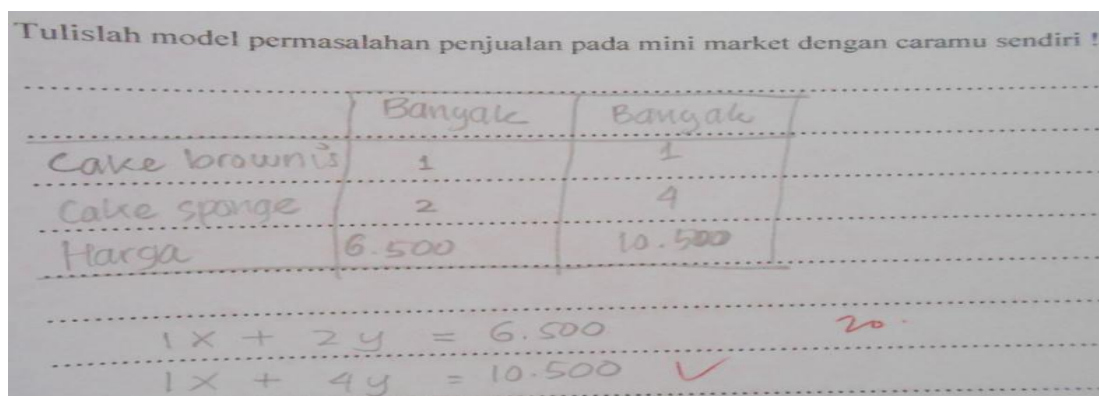 Tulislah model permasalahan penjualan pada mini market dengan caramu sendiri !
Banyak Banyak
Cake brownis 1 1
Cake sponge 2 4
Harga 6.500 10.500
1x + 2y = 6.500
20.
1x + 4y = 10.500 ✓